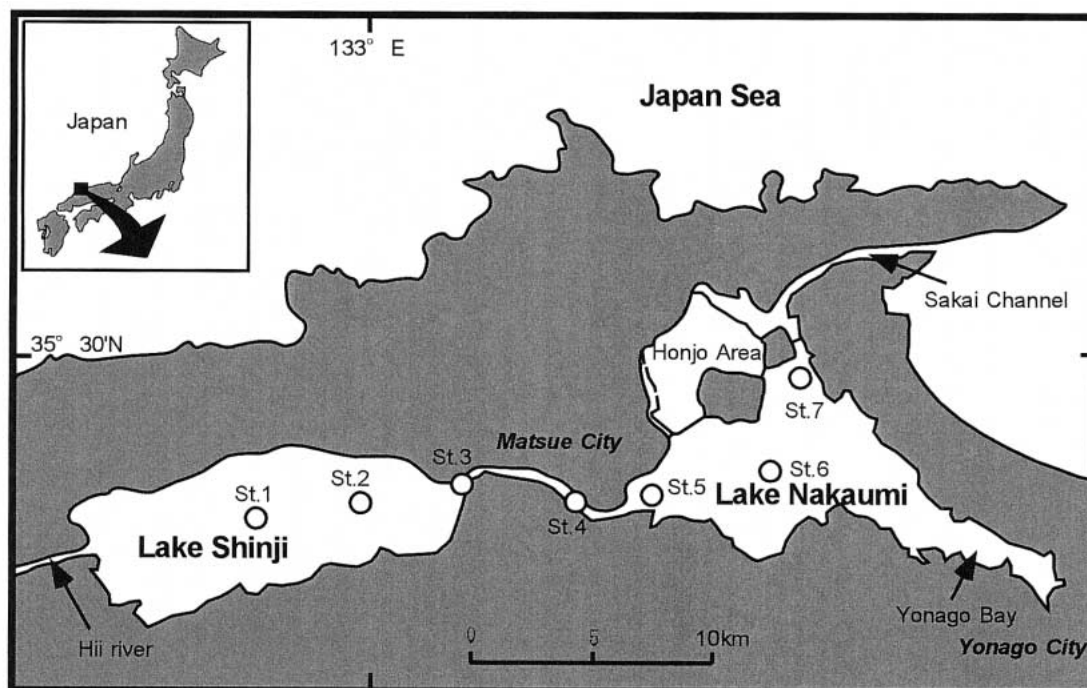 133° E
Japan Sea
Japan
Sakai Channel
35° 30'N
Honjo Area
St.7
Matsue City
St.3
St.6
St.2
St.1
St.5
Lake Nakaumi
St.4
Lake Shinji
Yonago Bay
Hii river
0 5 10km
Yonago City